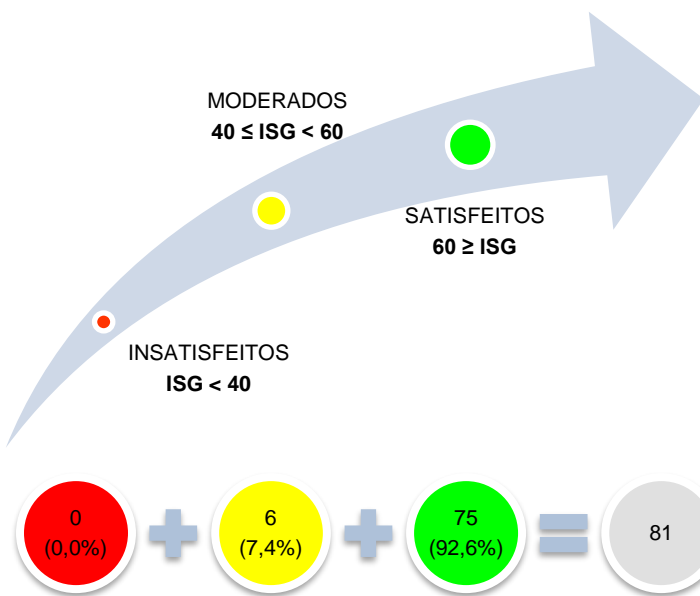 MODERADOS
40 ≤ ISG < 60
SATISFEITOS
60 ≥ ISG
INSATISFEITOS
ISG < 40
0
(0,0%)
6
(7,4%)
75
(92,6%)
81